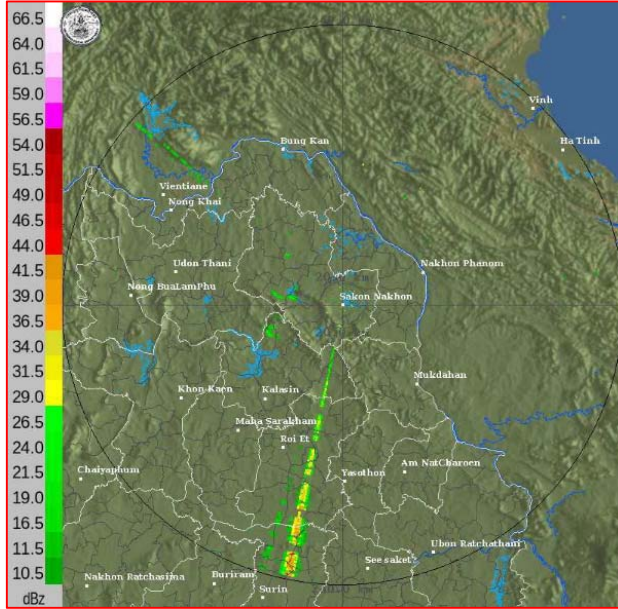 66.5
64.0
61.5
59.0
56.5
54.0
51.5
49.0
46.5
44.0
41.5
39.0
36.5
34.0
31.5
29.0
26.5
24.0
21.5
19.0
16.5
14.0
11.5
10.5
dBz
Vinh
Ha Tinh
Bung Kan
Vientiane
Nong Khai
Udon Thani
Nakhon Phanom
Nong BuaLamPhu
Sakon Nakhon
Mukdahan
Khon Kaen
Kalasin
Maha Sarakham
Roi Et
Chaiyaphum
Yasothon
Am NatCharoen
Ubon Ratchathani
See saket
Nakhon Ratchasima
Buriram
Surin